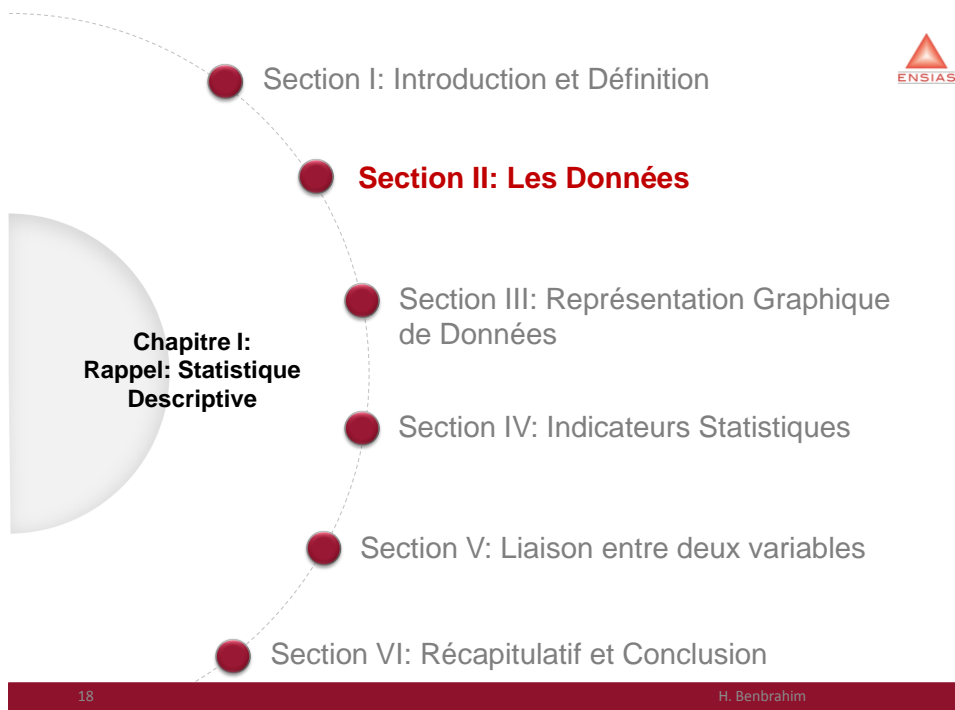 Section I: Introduction et Définition
ENSIAS
Section II: Les Données
Section III: Représentation Graphique
de Données
Chapitre I:
Rappel: Statistique
Descriptive
Section IV: Indicateurs Statistiques
Section V: Liaison entre deux variables
Section VI: Récapitulatif et Conclusion
18
H. Benbrahim